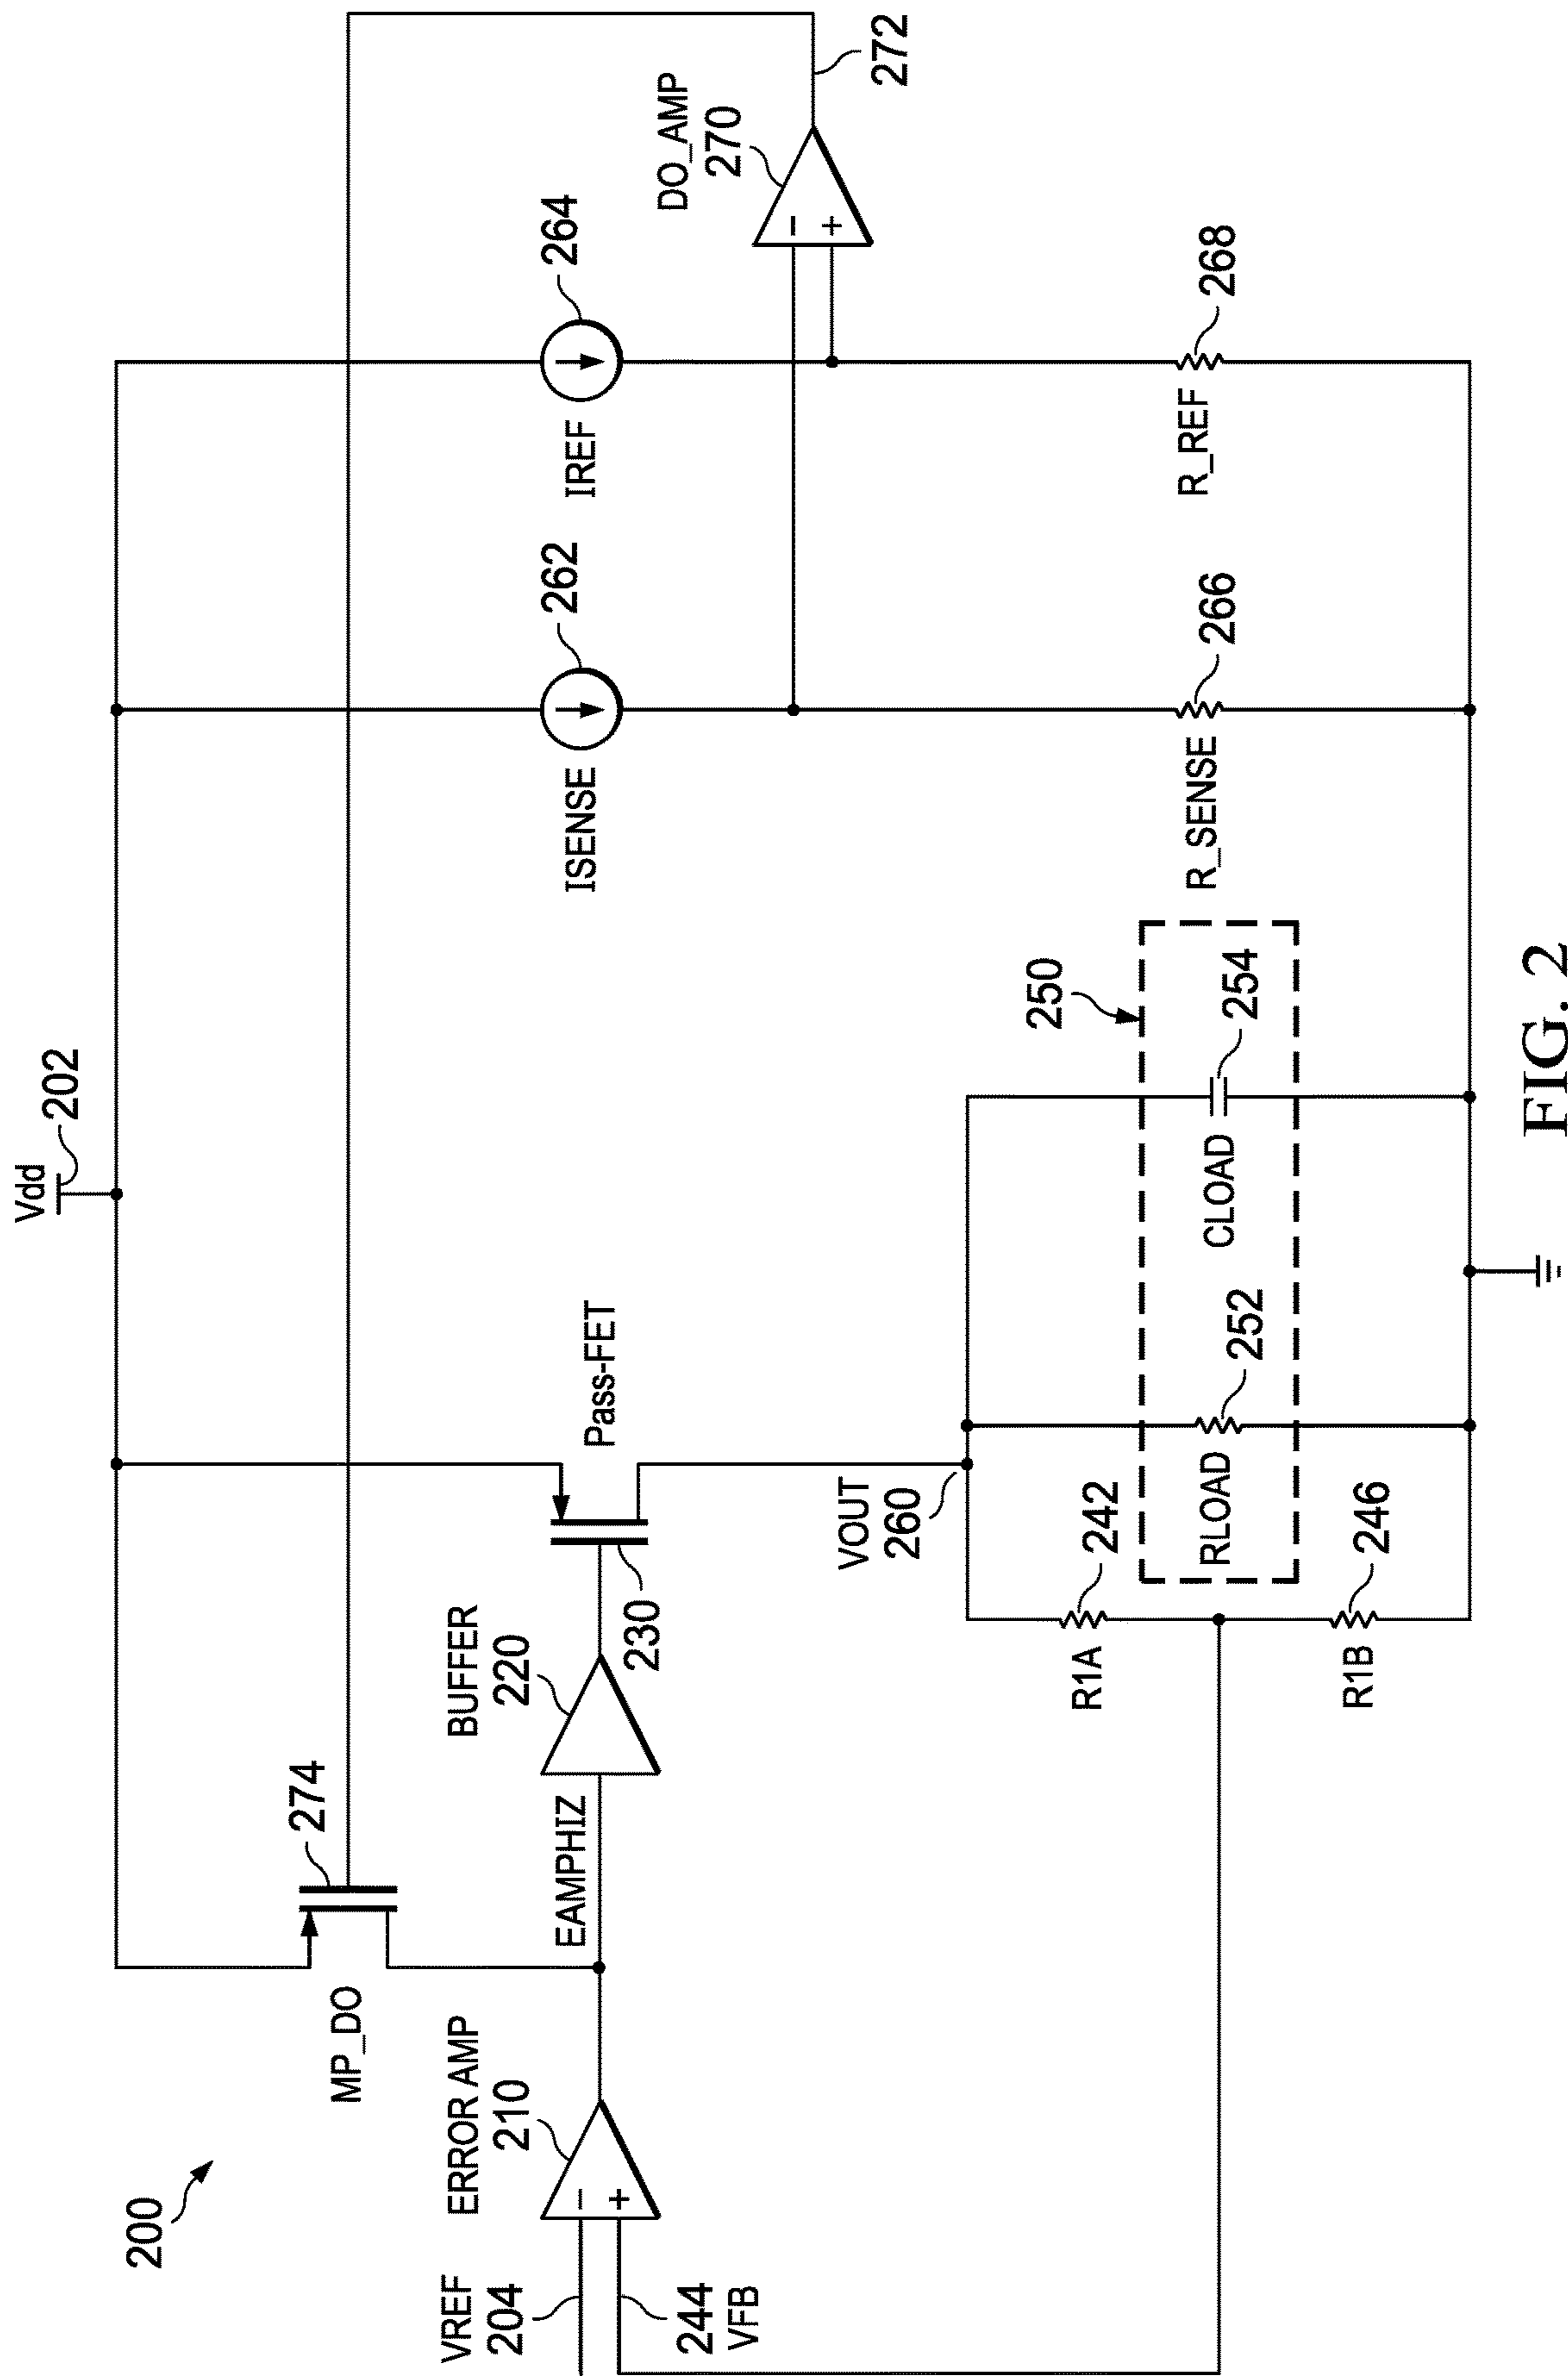 200
Vdd
202
MP_DO
274
272
VREF
204
244
VFB
ERROR AMP
210
EAMPHIZ
BUFFER
220
230
Pass-FET
ISENSE
262
IREF
264
DO_AMP
270
-
+
-
+
VOUT
260
R1A
242
R1B
246
250
RLOAD
252
CLOAD
254
R_SENSE
266
R_REF
268
FIG. 2